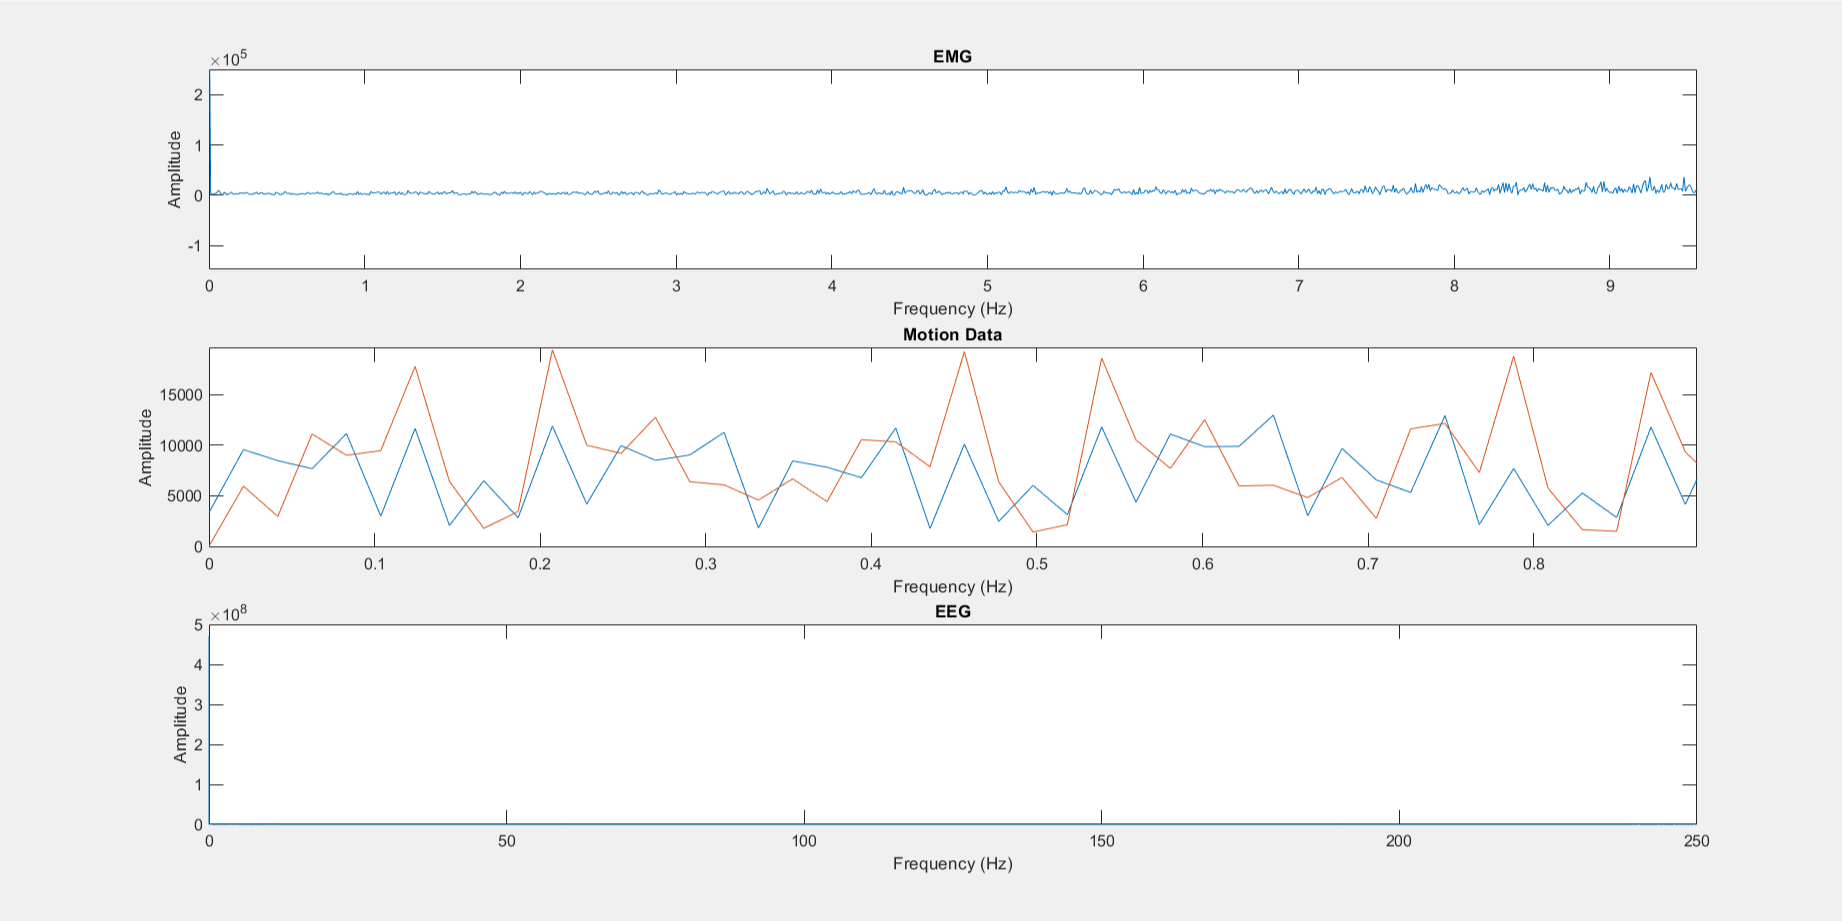 EMG
×10^5
2
1
0
-1
Amplitude
0 1 2 3 4 5 6 7 8 9
Frequency (Hz)
Motion Data
15000
10000
5000
0
Amplitude
0 0.1 0.2 0.3 0.4 0.5 0.6 0.7 0.8
Frequency (Hz)
EEG
×10^8
5
4
3
2
1
0
Amplitude
0 50 100 150 200 250
Frequency (Hz)